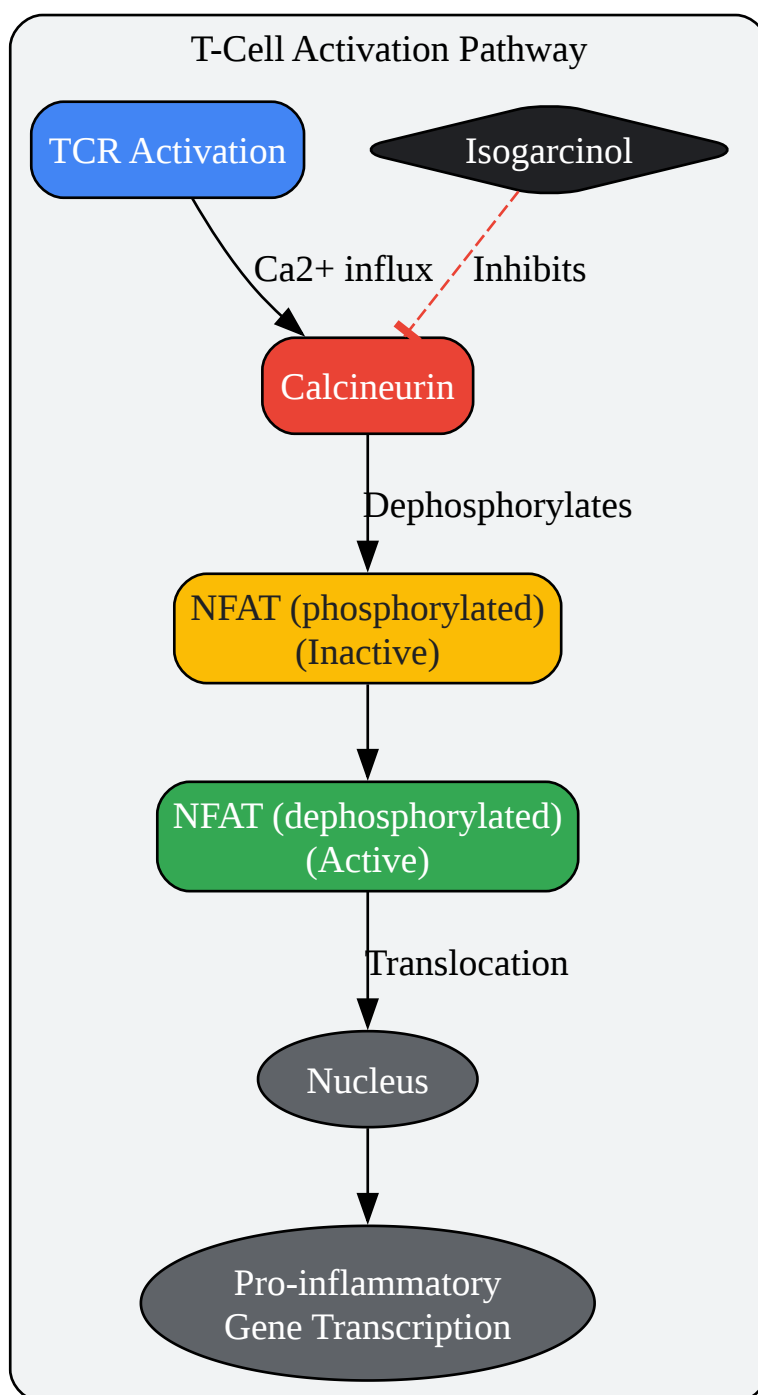 T-Cell Activation Pathway
TCR Activation
Isogarcinol
Ca2+ influx
Inhibits
Calcineurin
Dephosphorylates
NFAT (phosphorylated)
(Inactive)
NFAT (dephosphorylated)
(Active)
Translocation
Nucleus
Pro-inflammatory
Gene Transcription